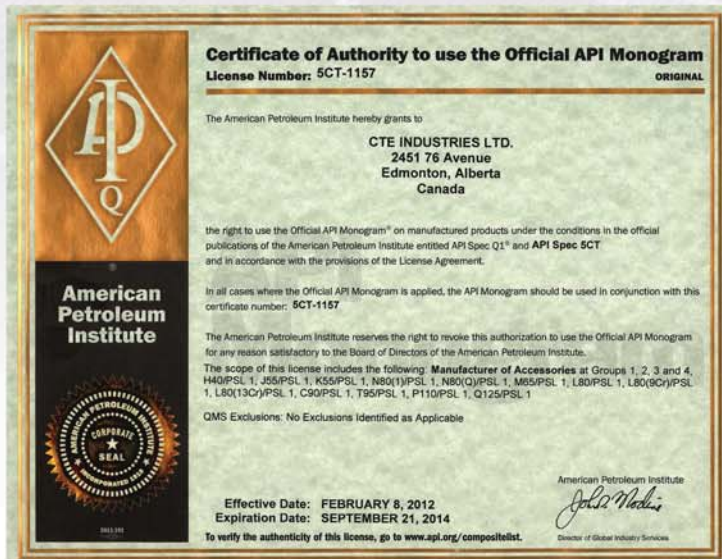 Certificate of Authority to use the Official API Monogram
License Number: 5CT-1157
ORIGINAL
The American Petroleum Institute hereby grants to
CTE INDUSTRIES LTD.
2451 76 Avenue
Edmonton, Alberta
Canada
the right to use the Official API Monogram® on manufactured products under the conditions in the official
publications of the American Petroleum Institute entitled API Spec Q1® and API Spec 5CT
and in accordance with the provisions of the License Agreement.
In all cases where the Official API Monogram is applied, the API Monogram should be used in conjunction with this
certificate number: 5CT-1157
The American Petroleum Institute reserves the right to revoke this authorization to use the Official API Monogram
for any reason satisfactory to the Board of Directors of the American Petroleum Institute.
The scope of this license includes the following: Manufacturer of Accessories at Groups 1, 2, 3 and 4,
H40/PSL 1, J55/PSL 1, K55/PSL 1, N80(1)/PSL 1, N80(Q)/PSL 1, M65/PSL 1, L80/PSL 1, L80(9Cr)/PSL
1, L80(13Cr)/PSL 1, C90/PSL 1, T95/PSL 1, P110/PSL 1, Q125/PSL 1
QMS Exclusions: No Exclusions Identified as Applicable
Effective Date: FEBRUARY 8, 2012
Expiration Date: SEPTEMBER 21, 2014
To verify the authenticity of this license, go to www.api.org/compositelist.
American Petroleum Institute
Director of Global Industry Services
API
Q
American
Petroleum
Institute
AMERICAN PETROLEUM INSTITUTE
CORPORATE
SEAL
INCORPORATED 1919